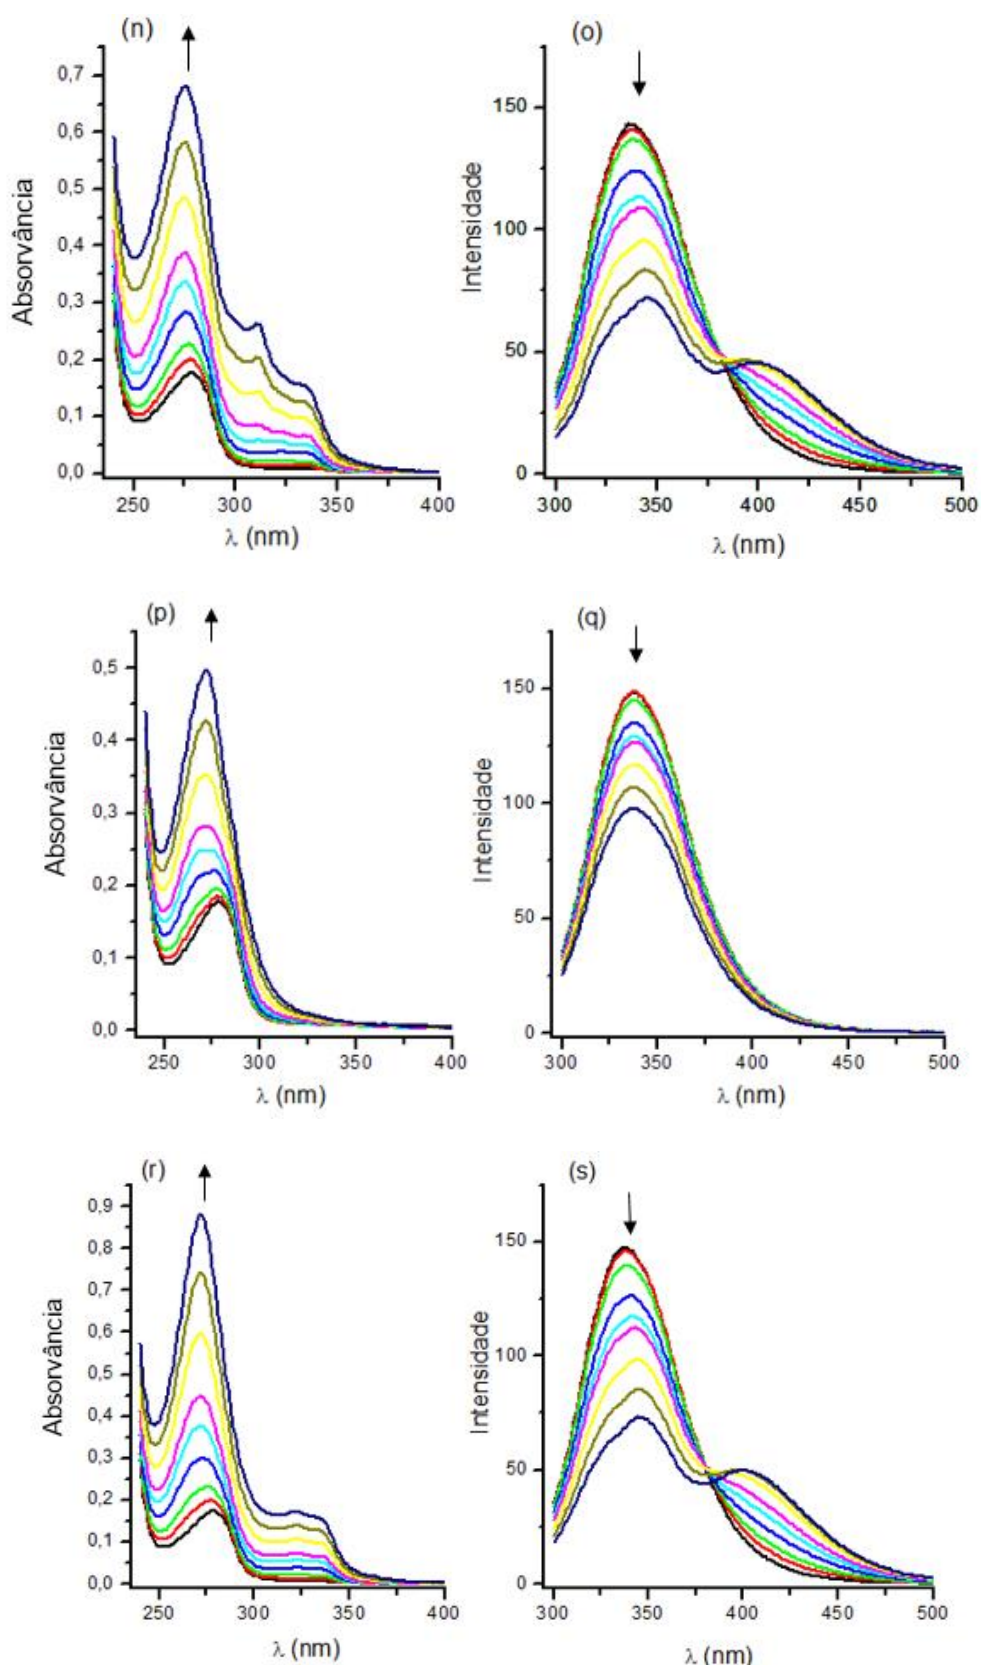 (n)
Absorvância
0,7
0,6
0,5
0,4
0,3
0,2
0,1
0,0
250 300 350 400
λ (nm)
(o)
Intensidade
150
100
50
0
300 350 400 450 500
λ (nm)
(p)
Absorvância
0,5
0,4
0,3
0,2
0,1
0,0
250 300 350 400
λ (nm)
(q)
Intensidade
150
100
50
0
300 350 400 450 500
λ (nm)
(r)
Absorvância
0,9
0,8
0,7
0,6
0,5
0,4
0,3
0,2
0,1
0,0
250 300 350 400
λ (nm)
(s)
Intensidade
150
100
50
0
300 350 400 450 500
λ (nm)